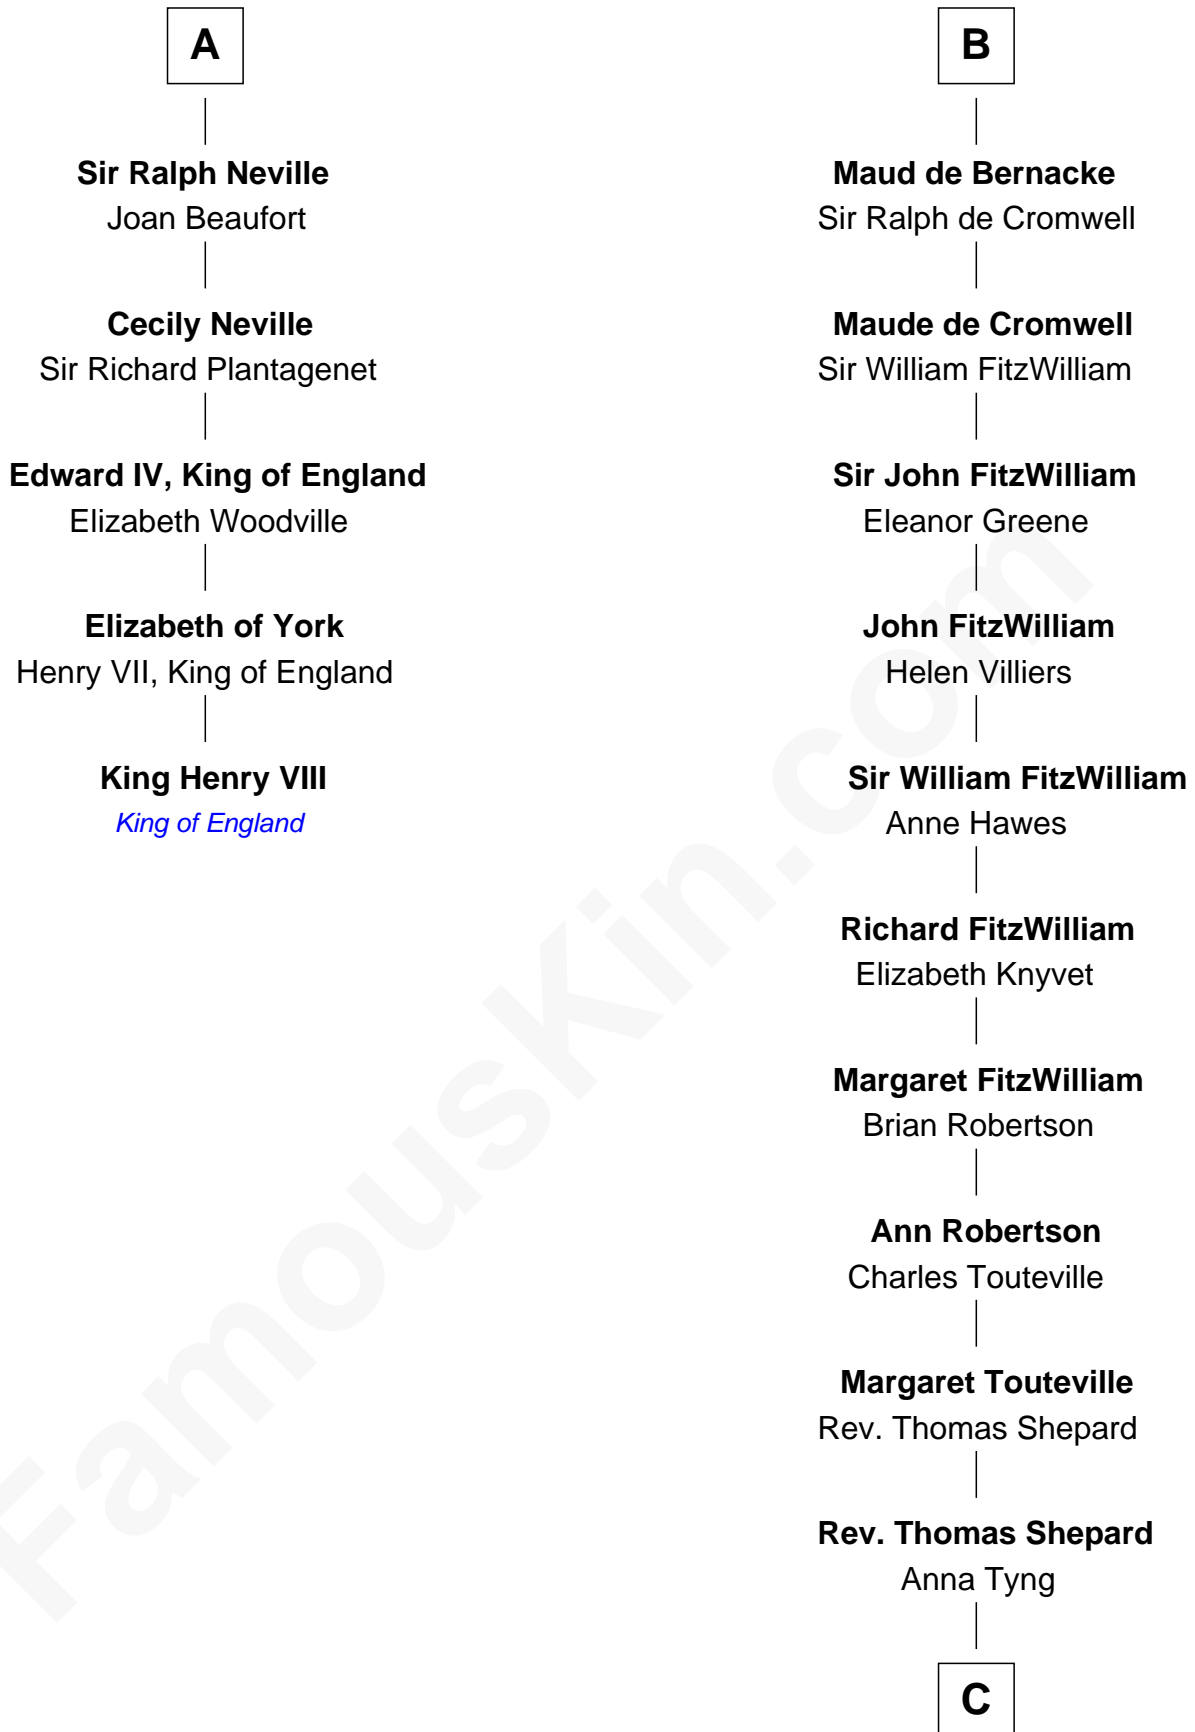 A
Sir Ralph Neville
Joan Beaufort
Cecily Neville
Sir Richard Plantagenet
Edward IV, King of England
Elizabeth Woodville
Elizabeth of York
Henry VII, King of England
King Henry VIII
King of England
B
Maud de Bernacke
Sir Ralph de Cromwell
Maude de Cromwell
Sir William FitzWilliam
Sir John FitzWilliam
Eleanor Greene
John FitzWilliam
Helen Villiers
Sir William FitzWilliam
Anne Hawes
Richard FitzWilliam
Elizabeth Knyvet
Margaret FitzWilliam
Brian Robertson
Ann Robertson
Charles Touteville
Margaret Touteville
Rev. Thomas Shepard
Rev. Thomas Shepard
Anna Tyng
C
FamousKin.com